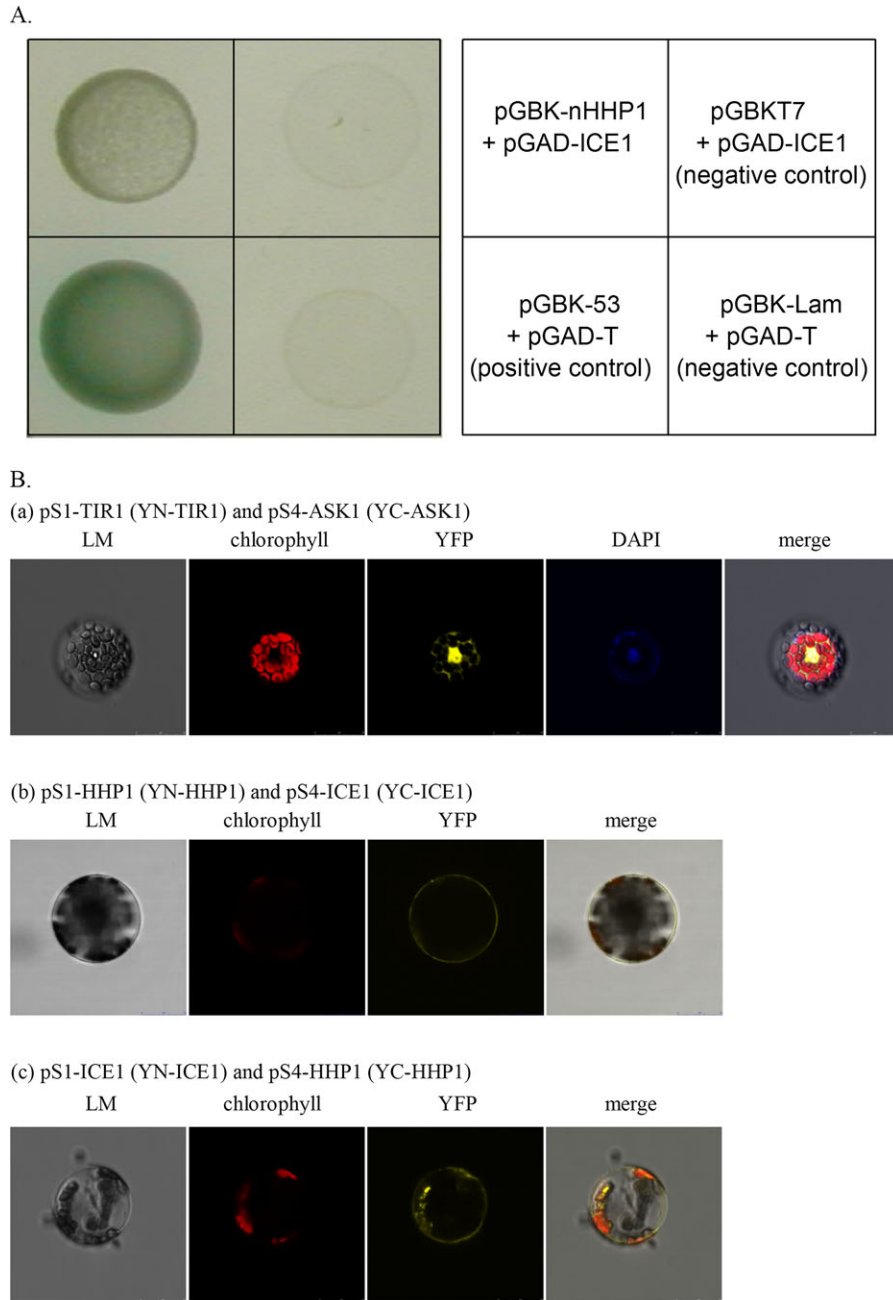 A.
pGBK-nHHP1
+ pGAD-ICE1
pGBKT7
+ pGAD-ICE1
(negative control)
pGBK-53
+ pGAD-T
(positive control)
pGBK-Lam
+ pGAD-T
(negative control)
B.
(a) pS1-TIR1 (YN-TIR1) and pS4-ASK1 (YC-ASK1)
LM chlorophyll YFP DAPI merge
(b) pS1-HHP1 (YN-HHP1) and pS4-ICE1 (YC-ICE1)
LM chlorophyll YFP merge
(c) pS1-ICE1 (YN-ICE1) and pS4-HHP1 (YC-HHP1)
LM chlorophyll YFP merge